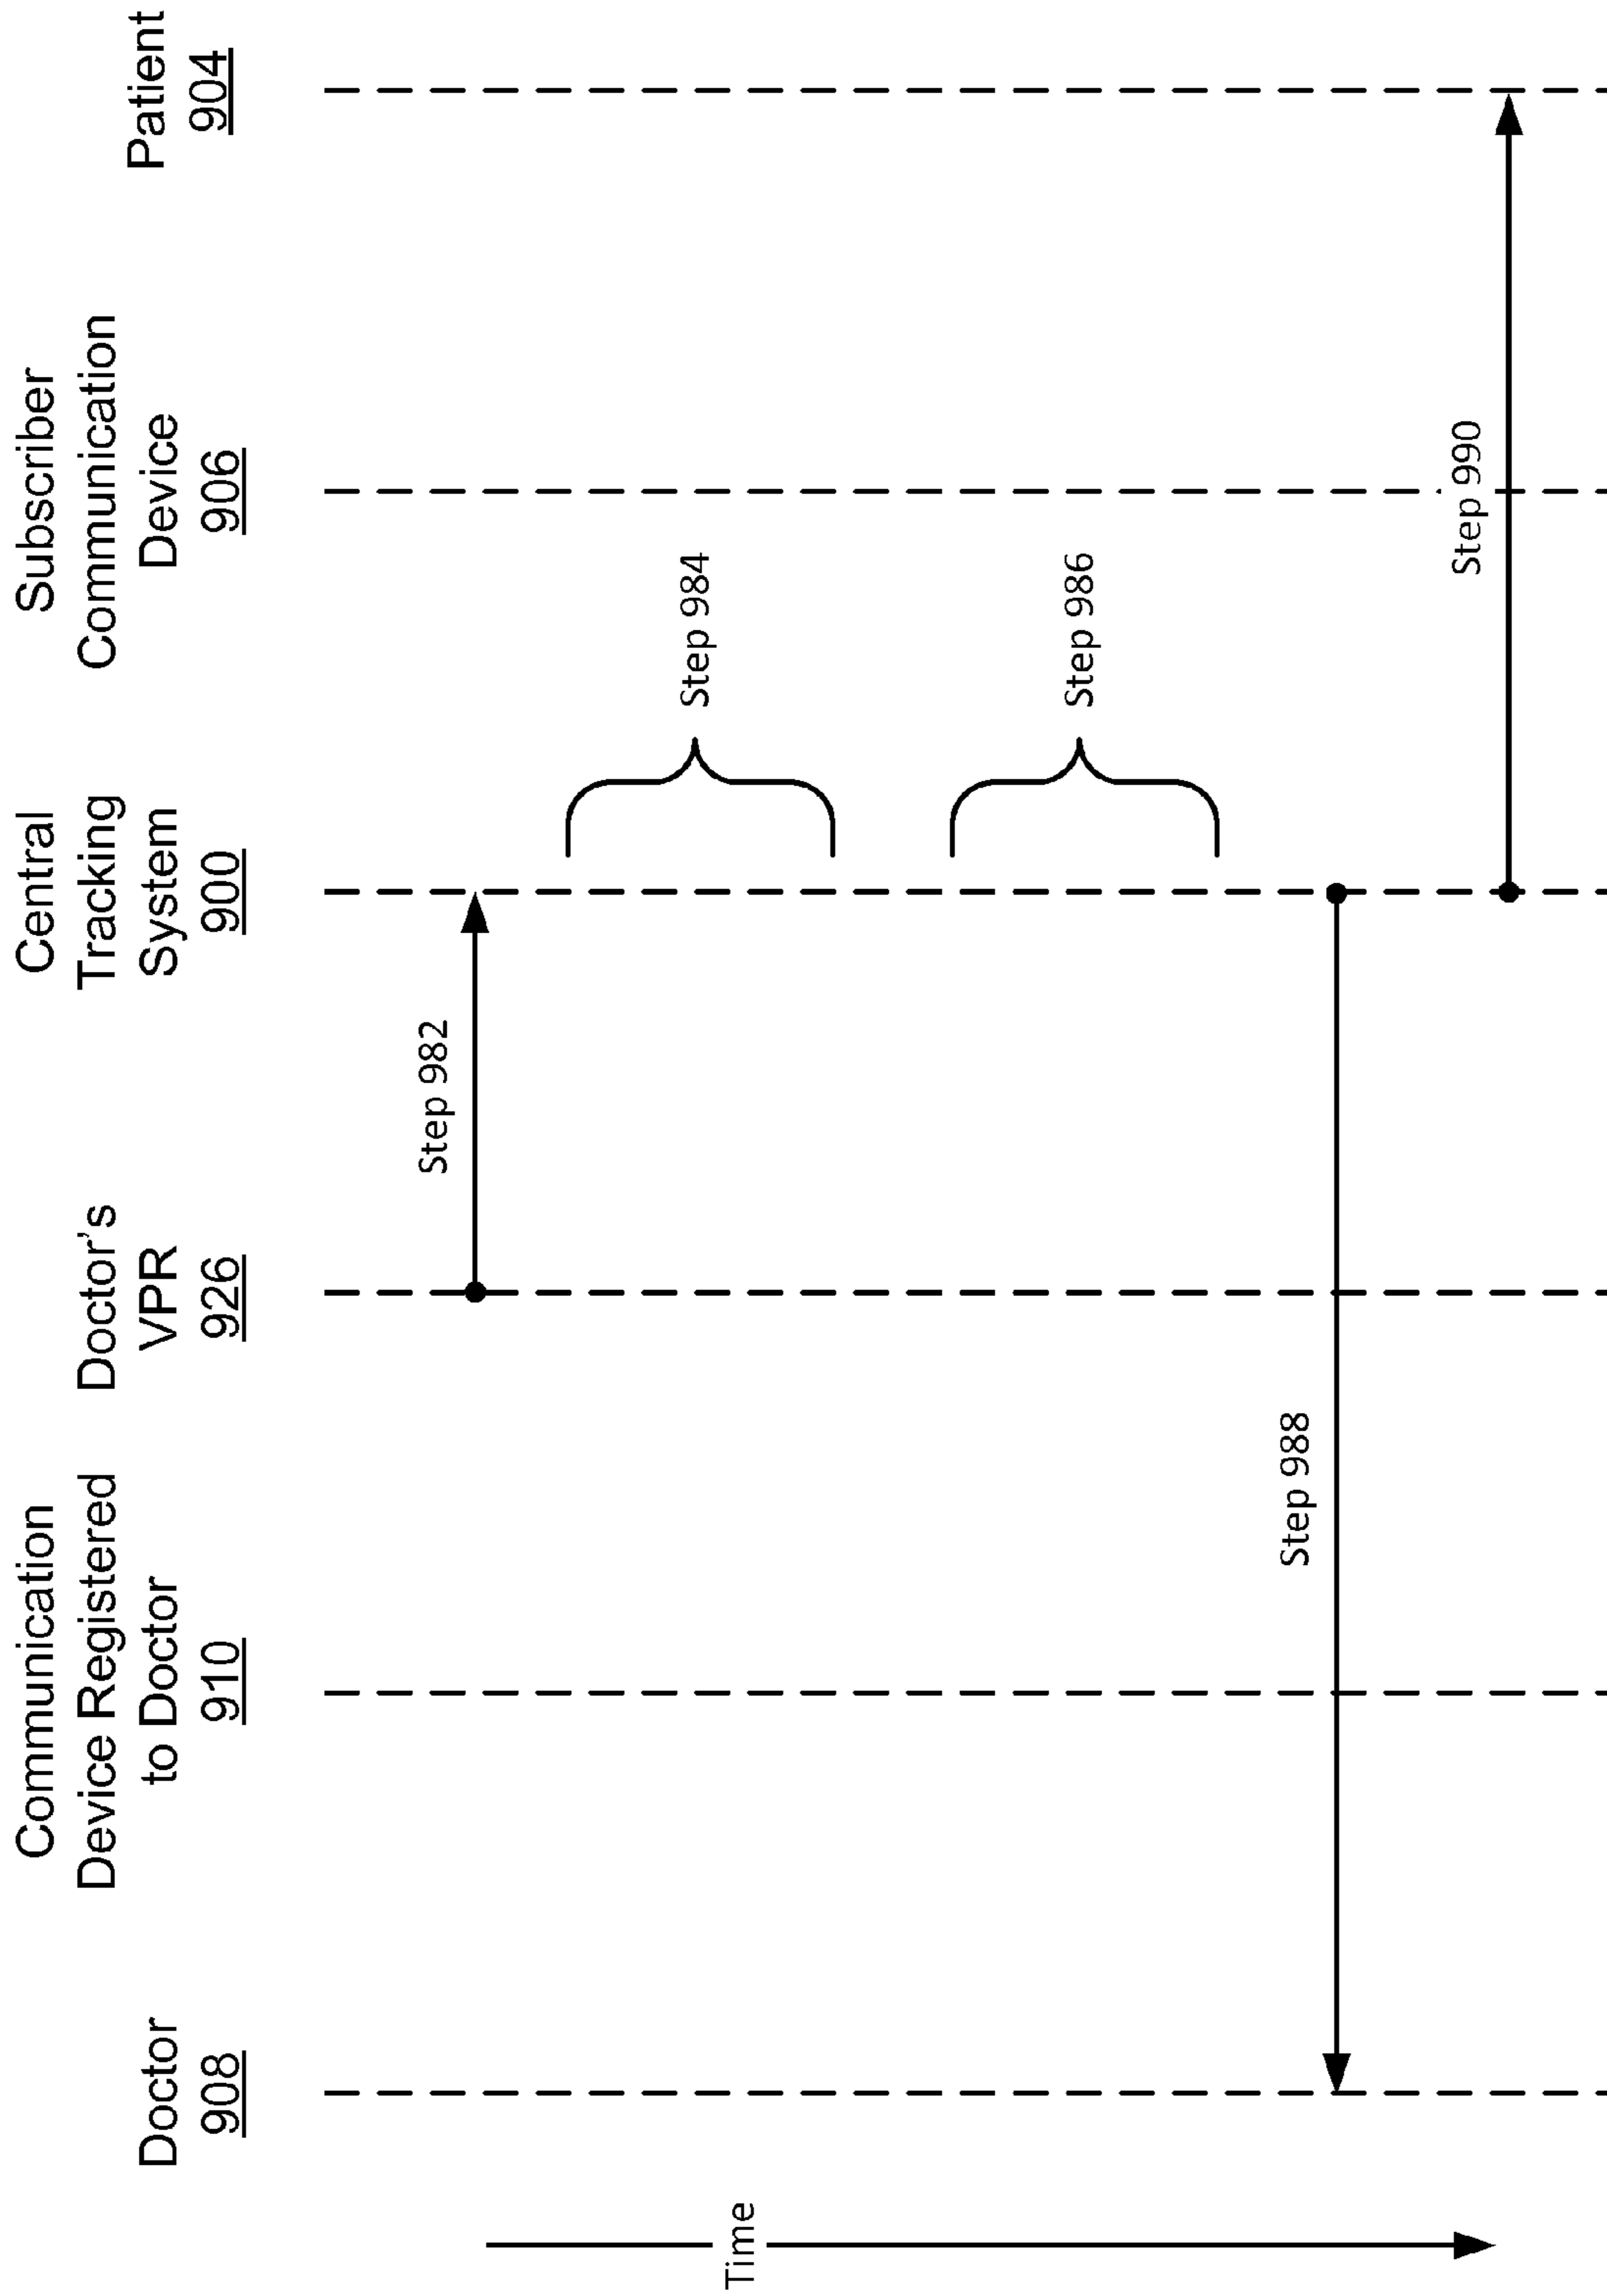 Doctor
908
Communication
Device Registered
to Doctor
910
Doctor's
VPR
926
Central
Tracking
System
900
Subscriber
Communication
Device
906
Patient
904
Time
Step 982
Step 984
Step 986
Step 988
Step 990